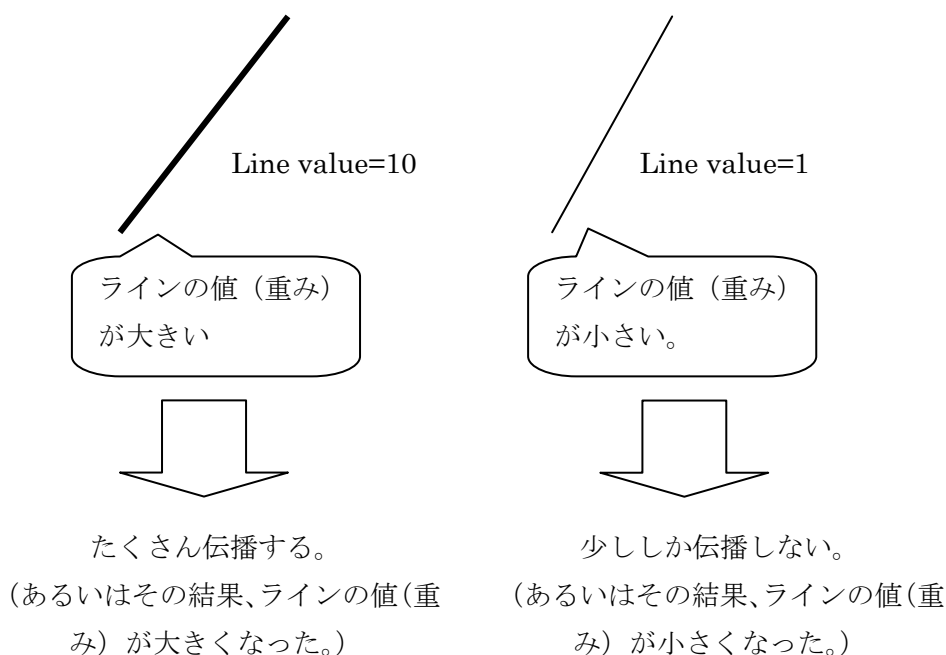 Line value=10
ラインの値（重み）
が大きい
たくさん伝播する。
（あるいはその結果、ラインの値（重
み）が大きくなった。）
Line value=1
ラインの値（重み）
が小さい。
少ししか伝播しない。
（あるいはその結果、ラインの値（重
み）が小さくなった。）